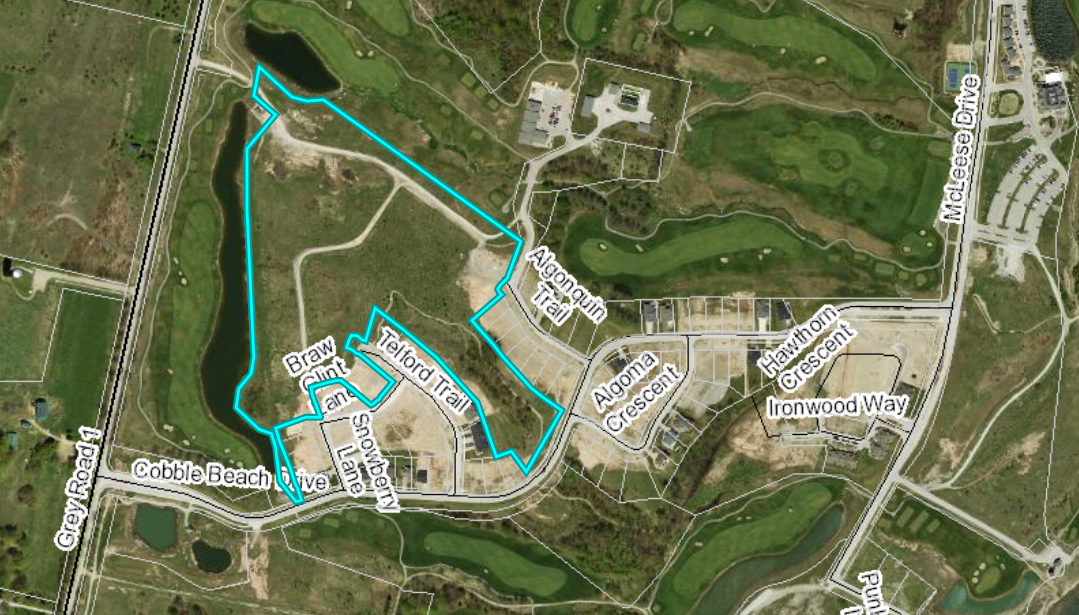 McLeese Drive
Algonquin
Trail
Hawthorn
Crescent
Braw
Clint
Lane
Telford Trail
Algoma
Crescent
Ironwood Way
Snowberry
Lane
Cobble Beach Drive
Grey Road 1